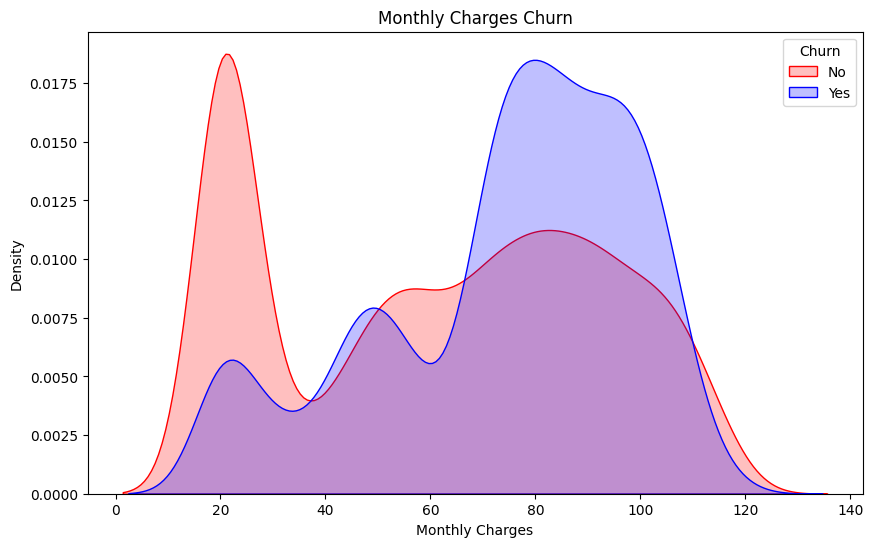 Monthly Charges Churn
Churn
No
Yes
Density
0.0175
0.0150
0.0125
0.0100
0.0075
0.0050
0.0025
0.0000
0 20 40 60 80 100 120 140
Monthly Charges